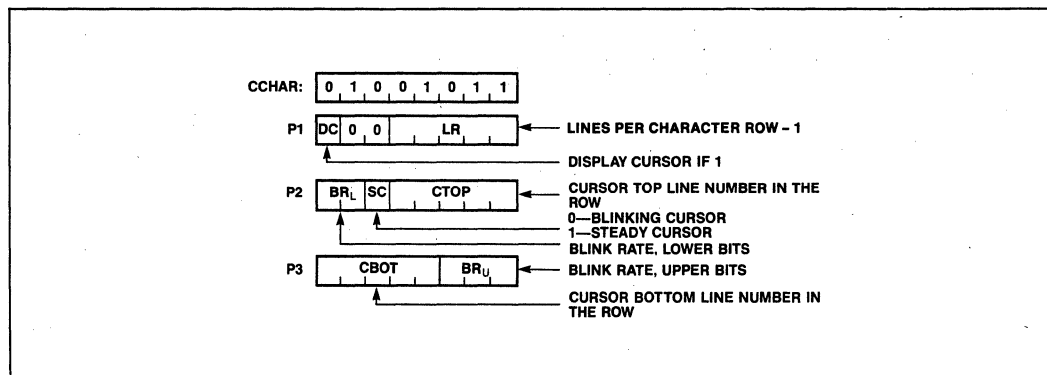 CCHAR: 0 1 0 0 1 0 1 1
P1 DC 0 0 LR LINES PER CHARACTER ROW – 1
DISPLAY CURSOR IF 1
P2 BRL SC CTOP CURSOR TOP LINE NUMBER IN THE
ROW
0—BLINKING CURSOR
1—STEADY CURSOR
BLINK RATE, LOWER BITS
P3 CBOT BRU BLINK RATE, UPPER BITS
CURSOR BOTTOM LINE NUMBER IN
THE ROW